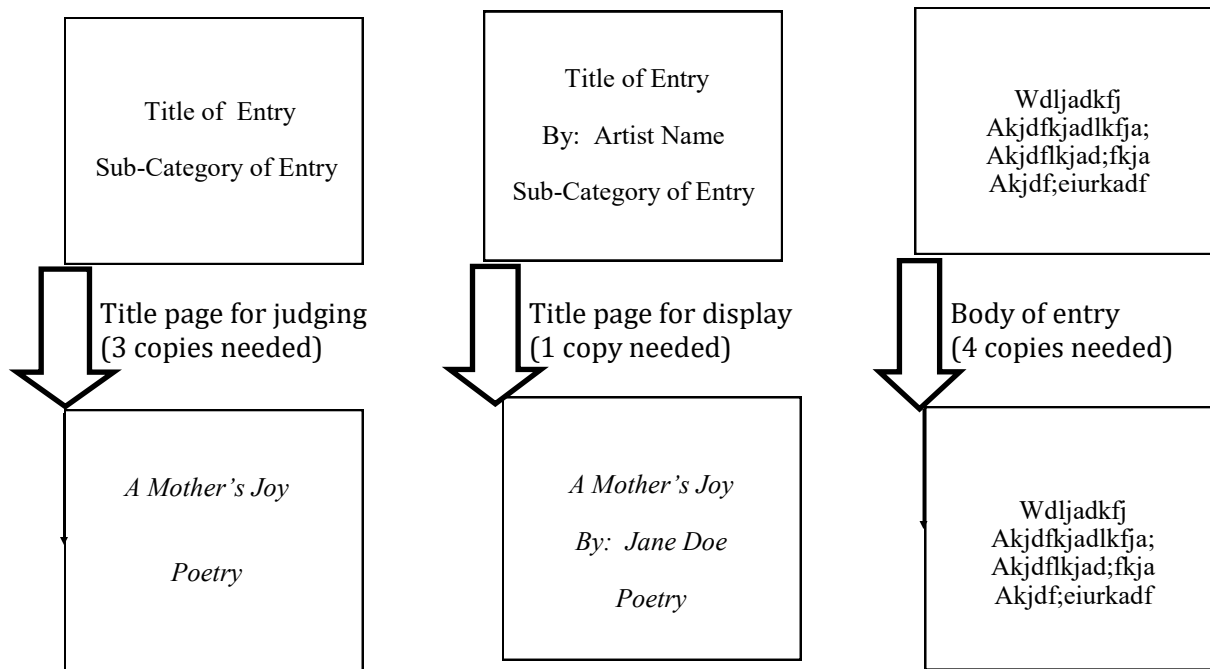 Title of Entry
Sub-Category of Entry
Title of Entry
By: Artist Name
Sub-Category of Entry
Wdljadkfj
Akjdfkjadlkfja;
Akjdflkjad;fkja
Akjdf;eiurkadf
Title page for judging
(3 copies needed)
Title page for display
(1 copy needed)
Body of entry
(4 copies needed)
A Mother’s Joy
Poetry
A Mother’s Joy
By: Jane Doe
Poetry
Wdljadkfj
Akjdfkjadlkfja;
Akjdflkjad;fkja
Akjdf;eiurkadf